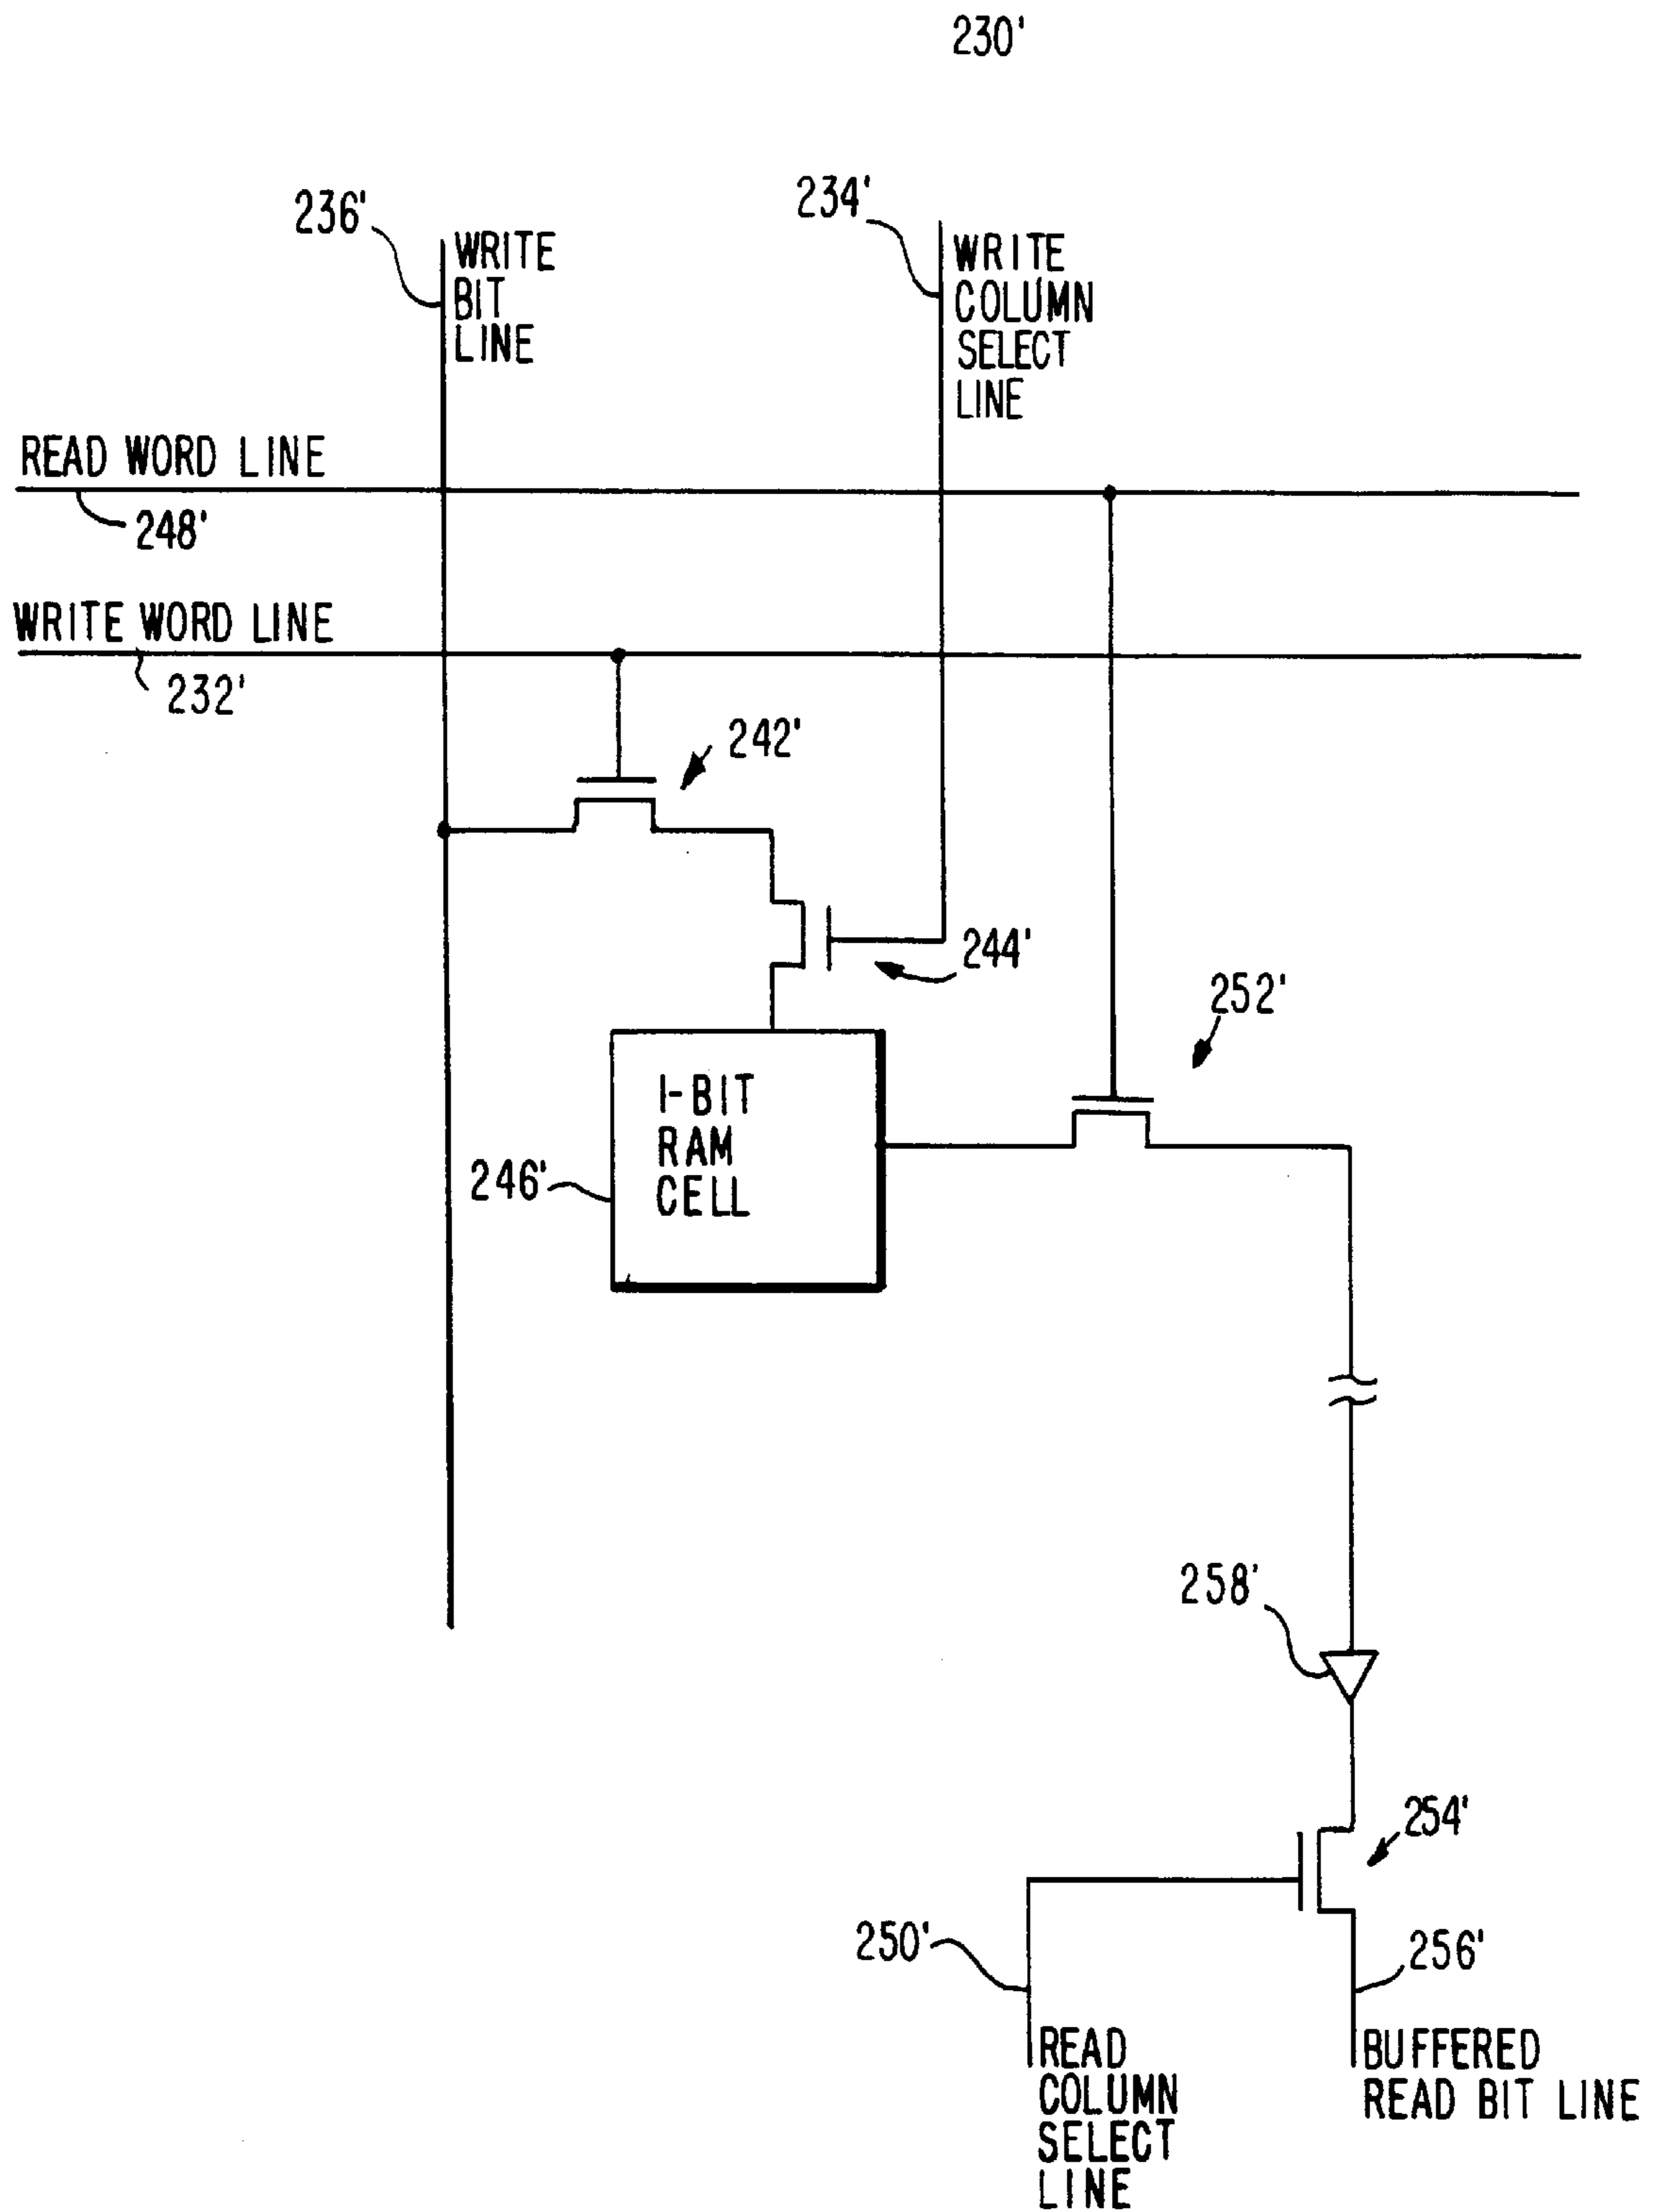 230'
236'
234'
WRITE
BIT
LINE
WRITE
COLUMN
SELECT
LINE
READ WORD LINE
248'
WRITE WORD LINE
232'
242'
244'
252'
1-BIT
RAM
CELL
246'
258'
254'
250'
256'
READ
COLUMN
SELECT
LINE
BUFFERED
READ BIT LINE